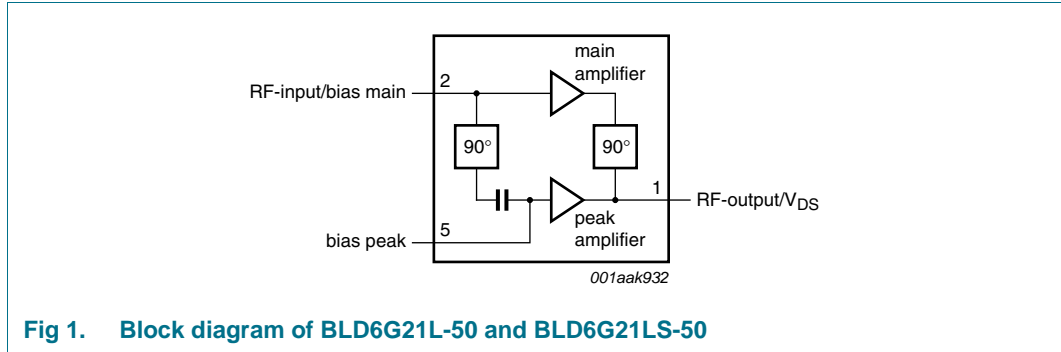 main
amplifier
2
RF-input/bias main
90°
90°
1
RF-output/VDS
5
bias peak
peak
amplifier
001aak932
Fig 1. Block diagram of BLD6G21L-50 and BLD6G21LS-50